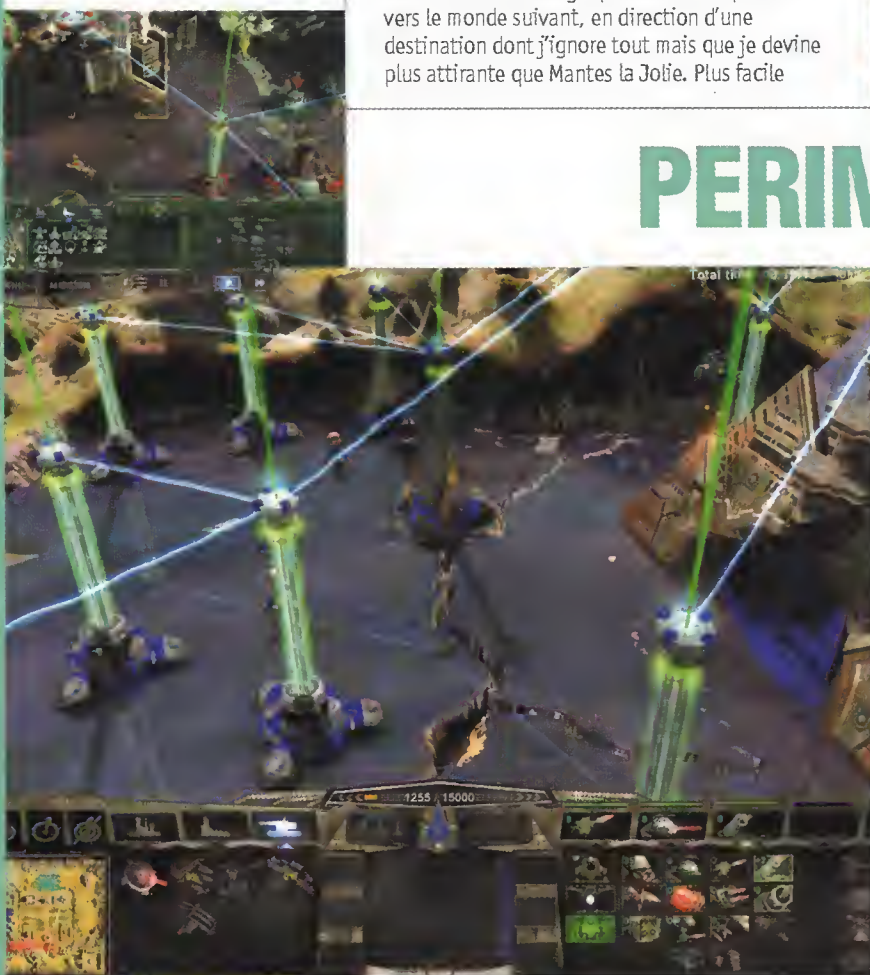 vers le monde suivant, en direction d'une
destination dont j'ignore tout mais que je devine
plus attirante que Mantes la Jolie. Plus facile
PERIM
Total
1255 / 15000